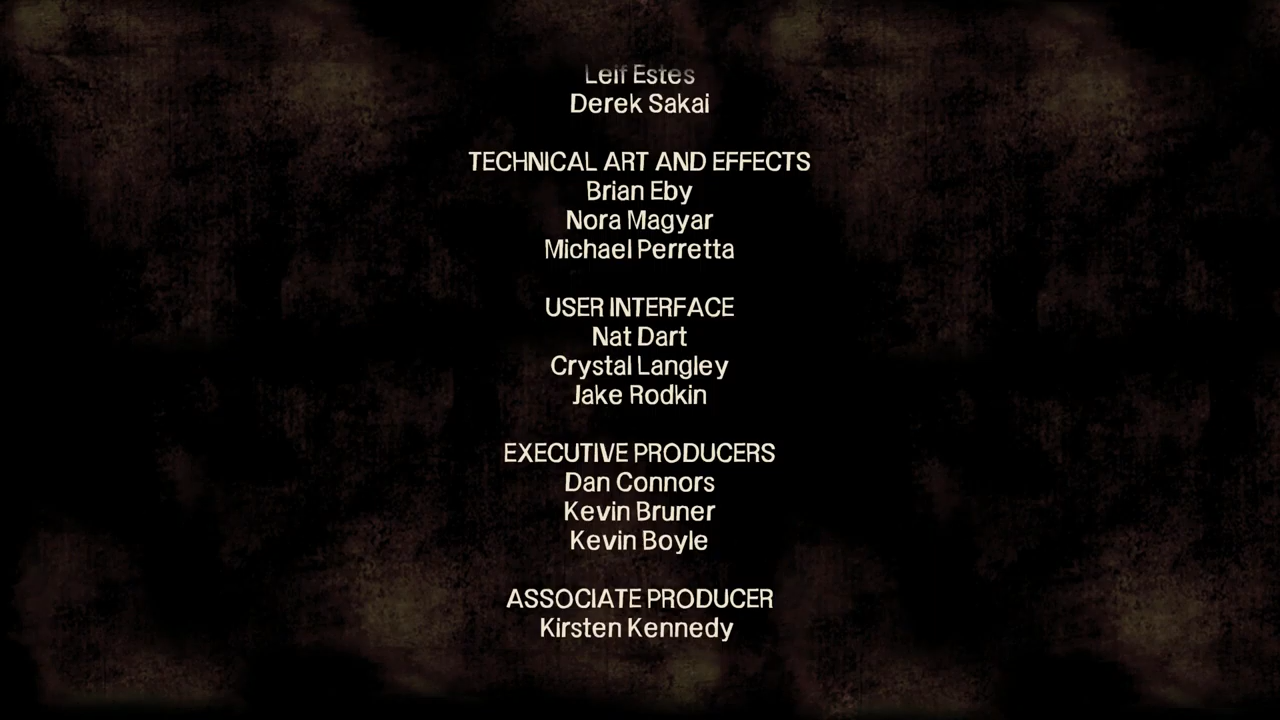 Leif Estes
Derek Sakai
TECHNICAL ART AND EFFECTS
Brian Eby
Nora Magyar
Michael Perretta
USER INTERFACE
Nat Dart
Crystal Langley
Jake Rodkin
EXECUTIVE PRODUCERS
Dan Connors
Kevin Bruner
Kevin Boyle
ASSOCIATE PRODUCER
Kirsten Kennedy